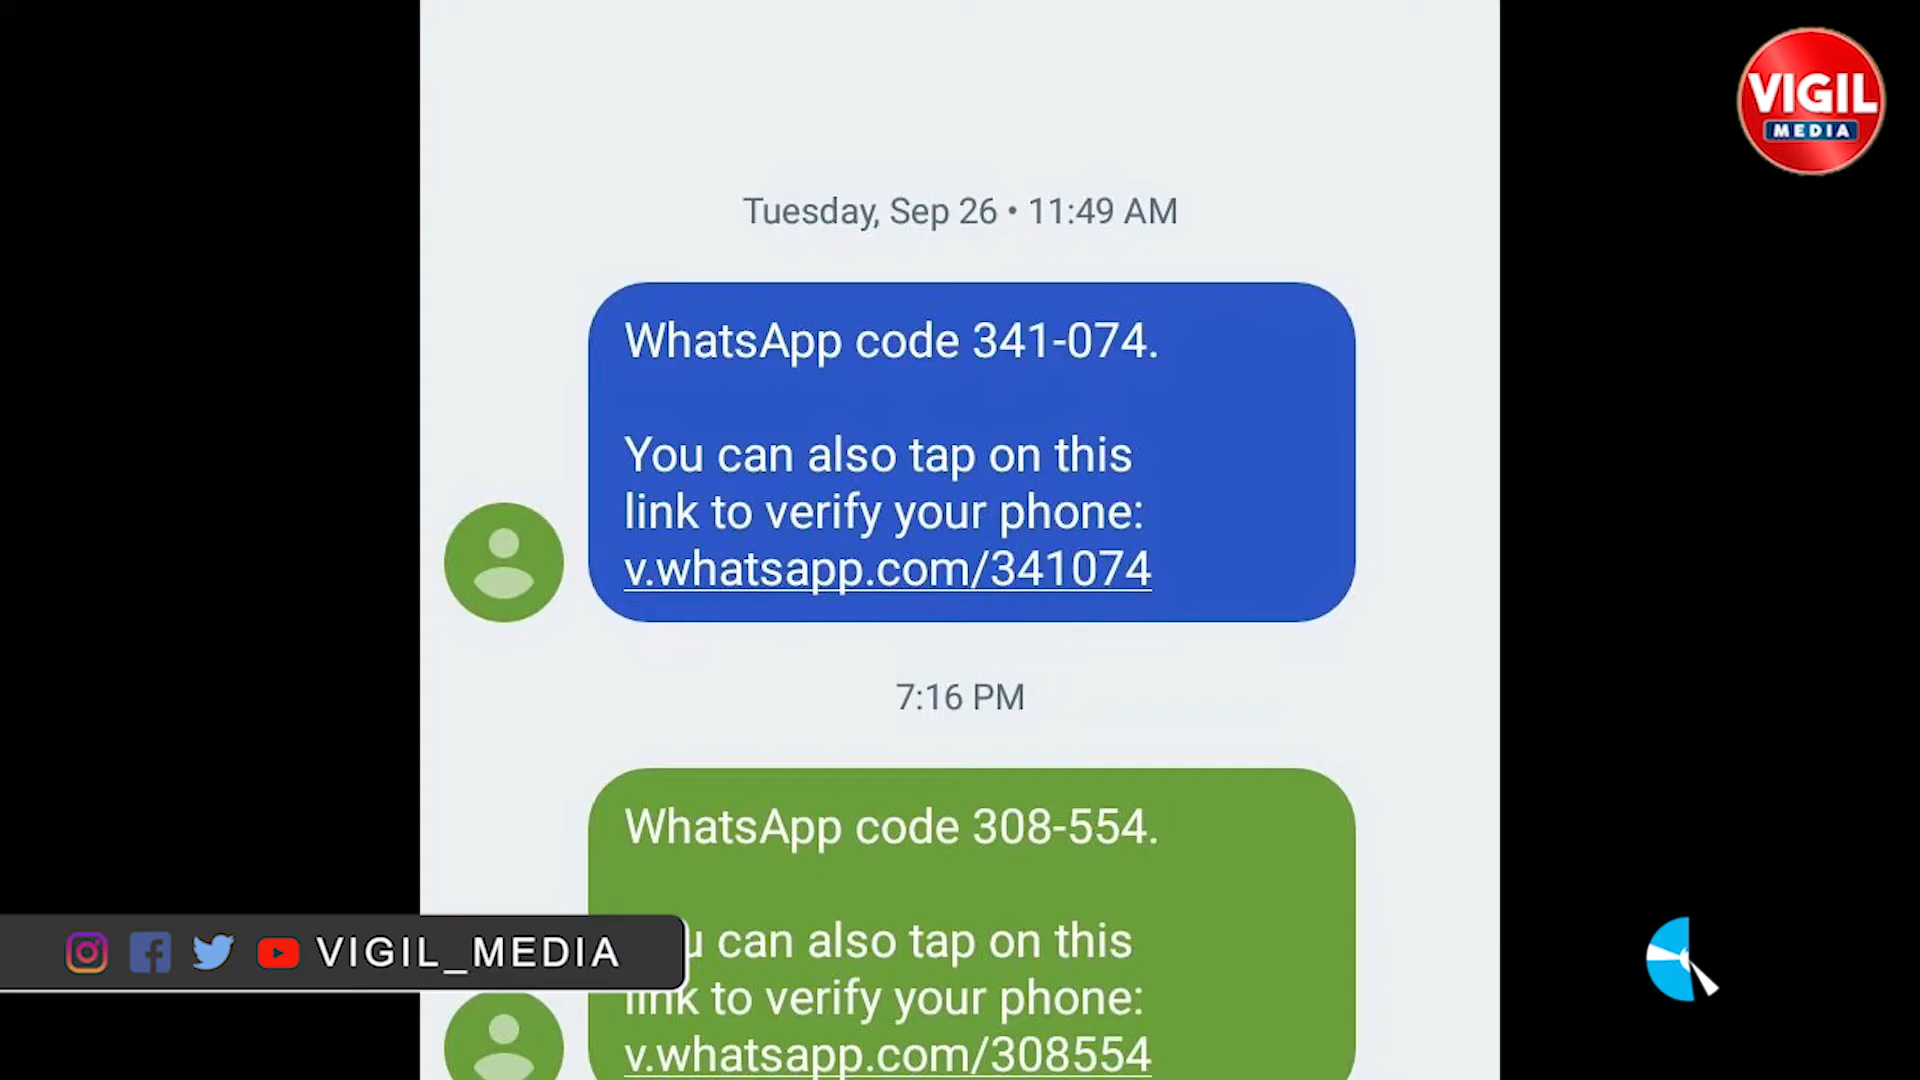 VIGIL
MEDIA
Tuesday, Sep 26 • 11:49 AM
WhatsApp code 341-074.
You can also tap on this
link to verify your phone:
v.whatsapp.com/341074
7:16 PM
WhatsApp code 308-554.
can also tap on this
link to verify your phone:
v.whatsapp.com/308554
VIGIL_MEDIA